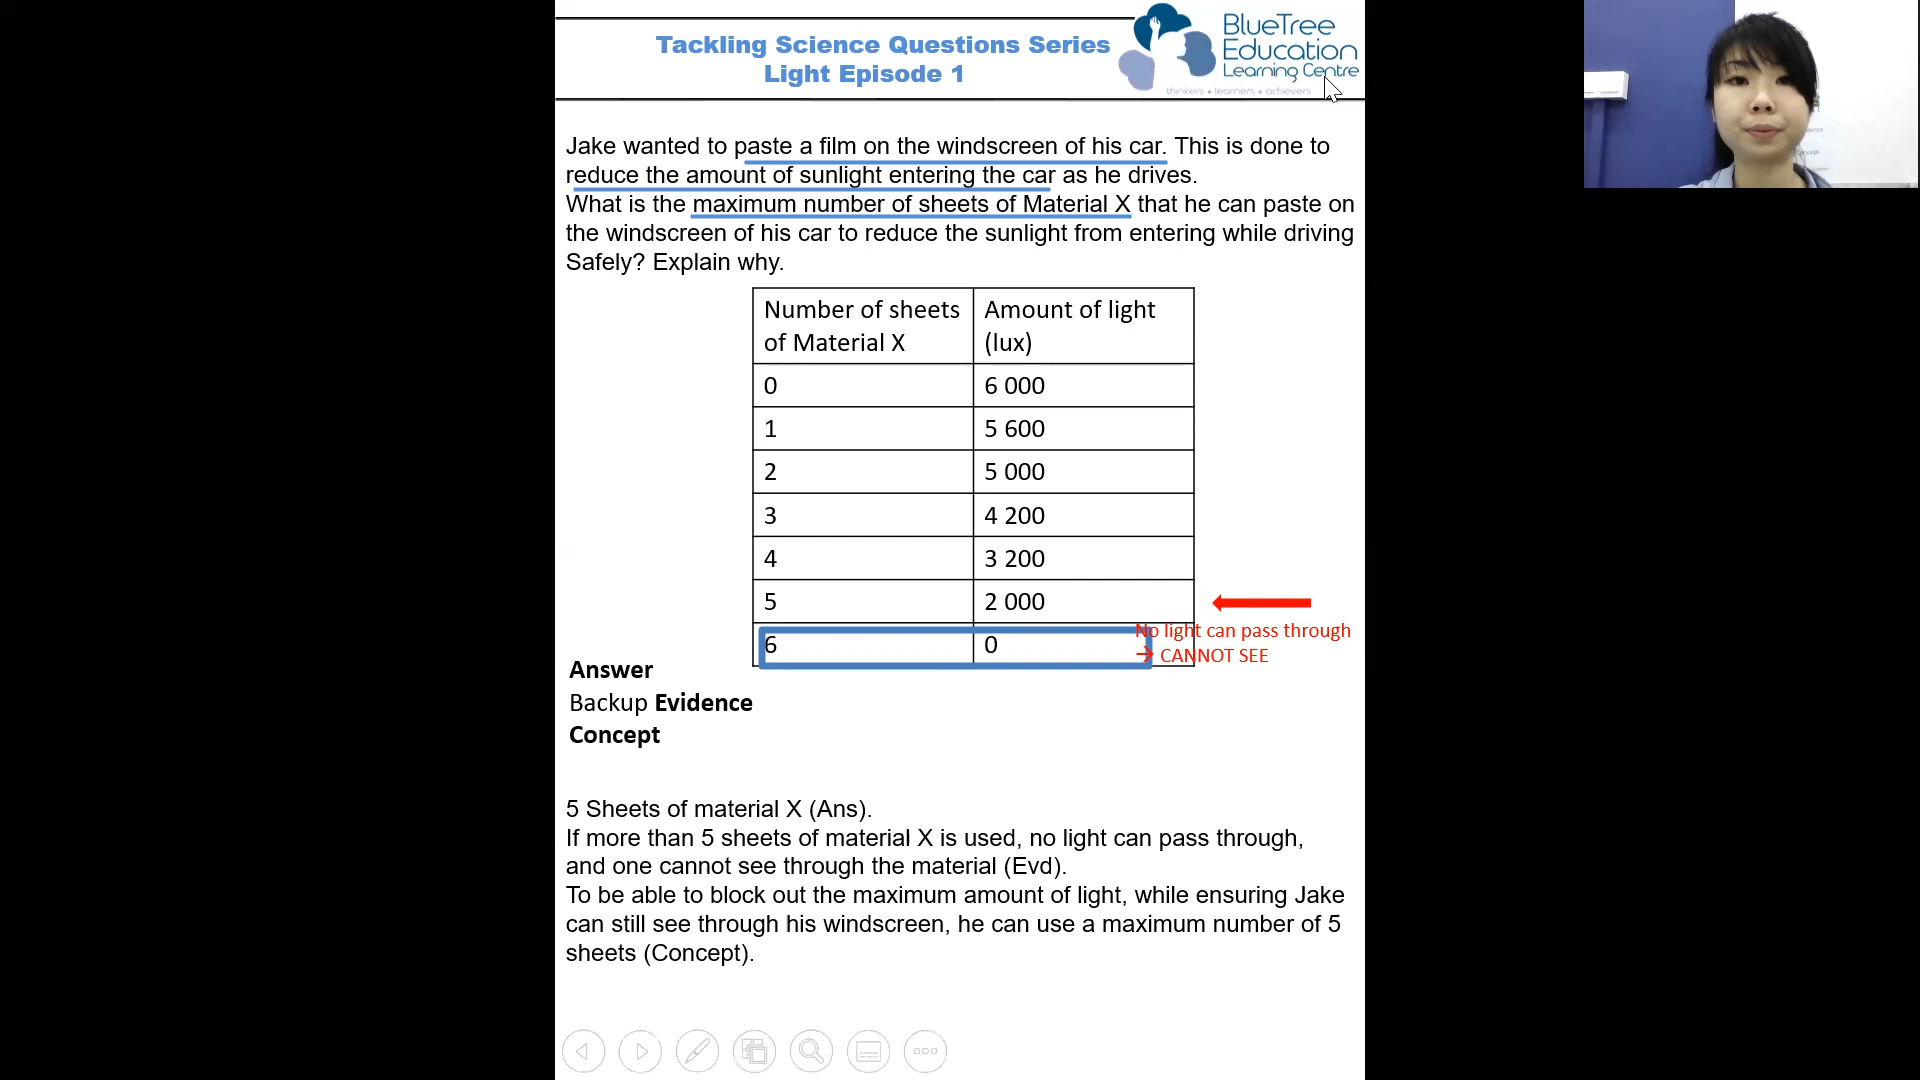 Tackling Science Questions Series
Light Episode 1
BlueTree
Education
Learning Centre
thinkers • learners • achievers
Jake wanted to paste a film on the windscreen of his car. This is done to
reduce the amount of sunlight entering the car as he drives.
What is the maximum number of sheets of Material X that he can paste on
the windscreen of his car to reduce the sunlight from entering while driving
Safely? Explain why.
Number of sheets of Material X Amount of light (lux)
0 6 000
1 5 600
2 5 000
3 4 200
4 3 200
5 2 000
6 0
No light can pass through
→ CANNOT SEE
Answer
Backup Evidence
Concept
5 Sheets of material X (Ans).
If more than 5 sheets of material X is used, no light can pass through,
and one cannot see through the material (Evd).
To be able to block out the maximum amount of light, while ensuring Jake
can still see through his windscreen, he can use a maximum number of 5
sheets (Concept).